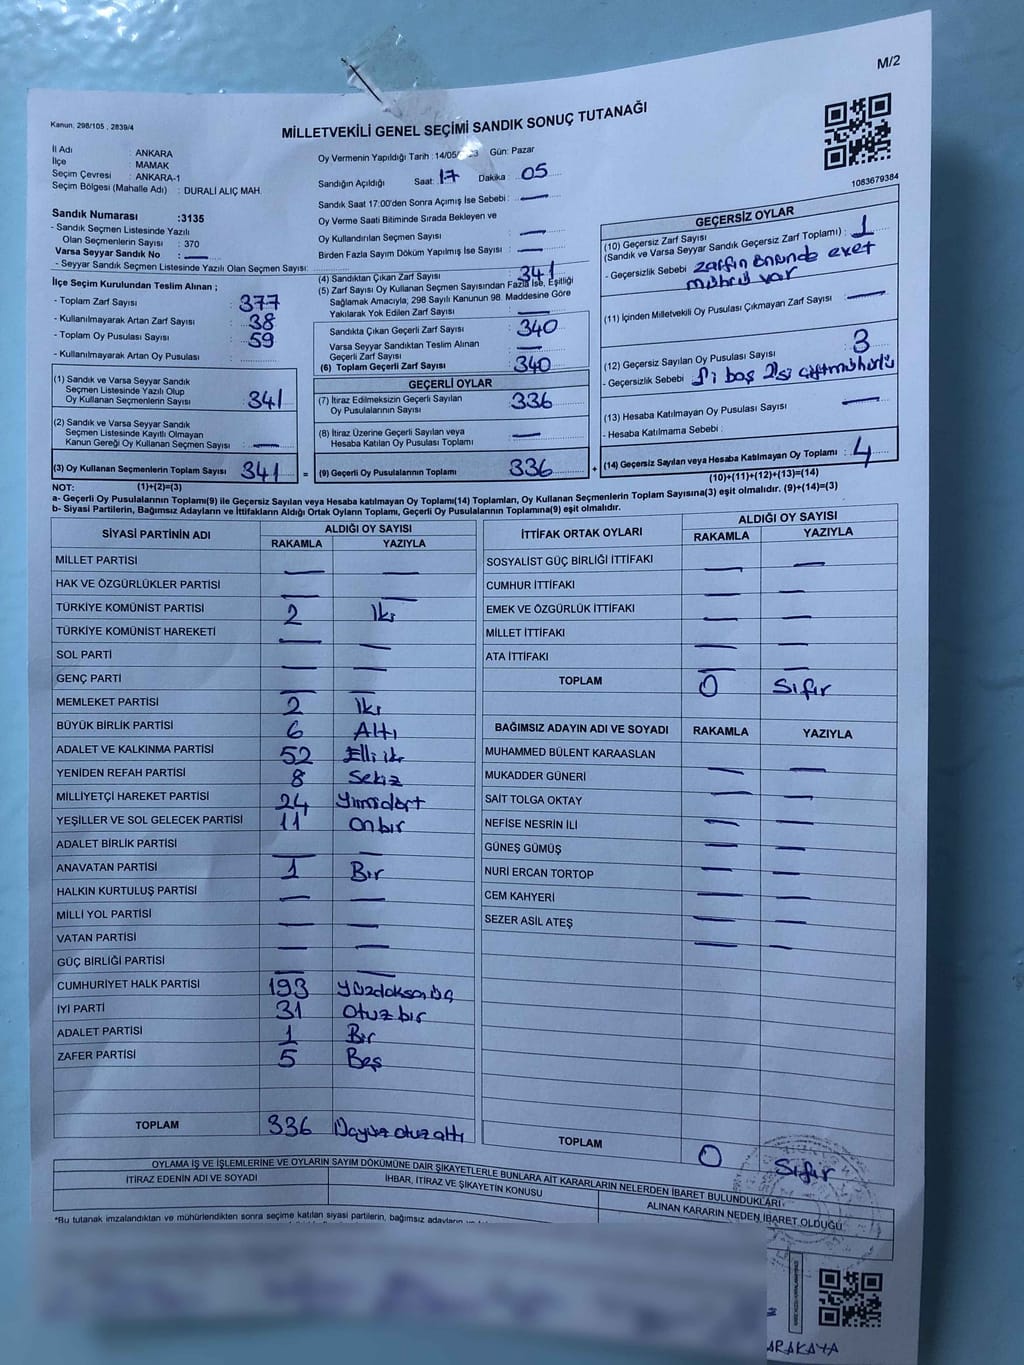 M/2
Kanun, 298/105 , 2839/4
MİLLETVEKİLİ GENEL SEÇİMİ SANDIK SONUÇ TUTANAĞI
İl Adı : ANKARA
İlçe : MAMAK
Seçim Çevresi : ANKARA-1
Seçim Bölgesi (Mahalle Adı) : DURALİ ALIÇ MAH.
Sandık Numarası :3135
- Sandık Seçmen Listesinde Yazılı
Olan Seçmenlerin Sayısı : 370
Varsa Seyyar Sandık No : —
- Seyyar Sandık Seçmen Listesinde Yazılı Olan Seçmen Sayısı:
İlçe Seçim Kurulundan Teslim Alınan ;
- Toplam Zarf Sayısı : 377
- Kullanılmayarak Artan Zarf Sayısı : 38
- Toplam Oy Pusulası Sayısı : 59
- Kullanılmayarak Artan Oy Pusulası :
(1) Sandık ve Varsa Seyyar Sandık
Seçmen Listesinde Yazılı Olup
Oy Kullanan Seçmenlerin Sayısı : 341
(2) Sandık ve Varsa Seyyar Sandık
Seçmen Listesinde Kayıtlı Olmayan
Kanun Gereği Oy Kullanan Seçmen Sayısı : —
(3) Oy Kullanan Seçmenlerin Toplam Sayısı : 341 =
(1)+(2)=(3)
Oy Vermenin Yapıldığı Tarih :14/05/ 23 Gün: Pazar
Sandığın Açıldığı Saat: 17 Dakika : 05
Sandık Saat 17:00'den Sonra Açımış İse Sebebi : —
Oy Verme Saati Bitiminde Sırada Bekleyen ve
Oy Kullandırılan Seçmen Sayısı : —
Birden Fazla Sayım Döküm Yapılmış İse Sayısı : —
(4) Sandıktan Çıkan Zarf Sayısı : 341
(5) Zarf Sayısı Oy Kullanan Seçmen Sayısından Fazla İse, Eşitliği
Sağlamak Amacıyla, 298 Sayılı Kanunun 98. Maddesine Göre
Yakılarak Yok Edilen Zarf Sayısı : —
Sandıkta Çıkan Geçerli Zarf Sayısı : 340
Varsa Seyyar Sandıktan Teslim Alınan
Geçerli Zarf Sayısı : —
(6) Toplam Geçerli Zarf Sayısı : 340
GEÇERLİ OYLAR
(7) İtiraz Edilmeksizin Geçerli Sayılan
Oy Pusulalarının Sayısı : 336
(8) İtiraz Üzerine Geçerli Sayılan veya
Hesaba Katılan Oy Pusulası Toplamı : —
(9) Geçerli Oy Pusulalarının Toplamı : 336 +
1083679384
GEÇERSİZ OYLAR
(10) Geçersiz Zarf Sayısı
(Sandık ve Varsa Seyyar Sandık Geçersiz Zarf Toplamı) : 1
- Geçersizlik Sebebi zarfın önünde evet
mührü var
(11) İçinden Milletvekili Oy Pusulası Çıkmayan Zarf Sayısı : —
(12) Geçersiz Sayılan Oy Pusulası Sayısı : 3
- Geçersizlik Sebebi 1'i boş 2si çift mühürlü
(13) Hesaba Katılmayan Oy Pusulası Sayısı : —
- Hesaba Katılmama Sebebi :
(14) Geçersiz Sayılan veya Hesaba Katılmayan Oy Toplamı : 4
(10)+(11)+(12)+(13)=(14)
NOT:
a- Geçerli Oy Pusulalarının Toplamı(9) ile Geçersiz Sayılan veya Hesaba katılmayan Oy Toplamı(14) Toplamları, Oy Kullanan Seçmenlerin Toplam Sayısına(3) eşit olmalıdır. (9)+(14)=(3)
b- Siyasi Partilerin, Bağımsız Adayların ve İttifakların Aldığı Ortak Oyların Toplamı, Geçerli Oy Pusulalarının Toplamına(9) eşit olmalıdır.
SİYASİ PARTİNİN ADI ALDIĞI OY SAYISI
RAKAMLA YAZIYLA
MİLLET PARTİSİ — —
HAK VE ÖZGÜRLÜKLER PARTİSİ — —
TÜRKİYE KOMÜNİST PARTİSİ 2 İki
TÜRKİYE KOMÜNİST HAREKETİ — —
SOL PARTİ — —
GENÇ PARTİ — —
MEMLEKET PARTİSİ 2 İki
BÜYÜK BİRLİK PARTİSİ 6 Altı
ADALET VE KALKINMA PARTİSİ 52 Elli iki
YENİDEN REFAH PARTİSİ 8 Sekiz
MİLLİYETÇİ HAREKET PARTİSİ 24 Yirmidört
YEŞİLLER VE SOL GELECEK PARTİSİ 11 Onbir
ADALET BİRLİK PARTİSİ — —
ANAVATAN PARTİSİ 1 Bir
HALKIN KURTULUŞ PARTİSİ — —
MİLLİ YOL PARTİSİ — —
VATAN PARTİSİ — —
GÜÇ BİRLİĞİ PARTİSİ — —
CUMHURİYET HALK PARTİSİ 193 Yüzdoksanüç
İYİ PARTİ 31 Otuzbir
ADALET PARTİSİ 1 Bir
ZAFER PARTİSİ 5 Beş
TOPLAM 336 Üçyüz otuz altı
İTTİFAK ORTAK OYLARI ALDIĞI OY SAYISI
RAKAMLA YAZIYLA
SOSYALİST GÜÇ BİRLİĞİ İTTİFAKI — —
CUMHUR İTTİFAKI — —
EMEK VE ÖZGÜRLÜK İTTİFAKI — —
MİLLET İTTİFAKI — —
ATA İTTİFAKI — —
TOPLAM 0 Sıfır
BAĞIMSIZ ADAYIN ADI VE SOYADI RAKAMLA YAZIYLA
MUHAMMED BÜLENT KARAASLAN — —
MUKADDER GÜNERİ — —
SAİT TOLGA OKTAY — —
NEFİSE NESRİN İLİ — —
GÜNEŞ GÜMÜŞ — —
NURİ ERCAN TORTOP — —
CEM KAHYERİ — —
SEZER ASİL ATEŞ — —
TOPLAM 0 Sıfır
OYLAMA İŞ VE İŞLEMLERİNE VE OYLARIN SAYIM DÖKÜMÜNE DAİR ŞİKAYETLERLE BUNLARA AİT KARARLARIN NELERDEN İBARET BULUNDUKLARI
İTİRAZ EDENİN ADI VE SOYADI İHBAR, İTİRAZ VE ŞİKAYETİN KONUSU ALINAN KARARIN NEDEN İBARET OLDUĞU
*Bu tutanak imzalandıktan ve mühürlendikten sonra seçime katılan siyasi partilerin, bağımsız adayların
ARAKAYA